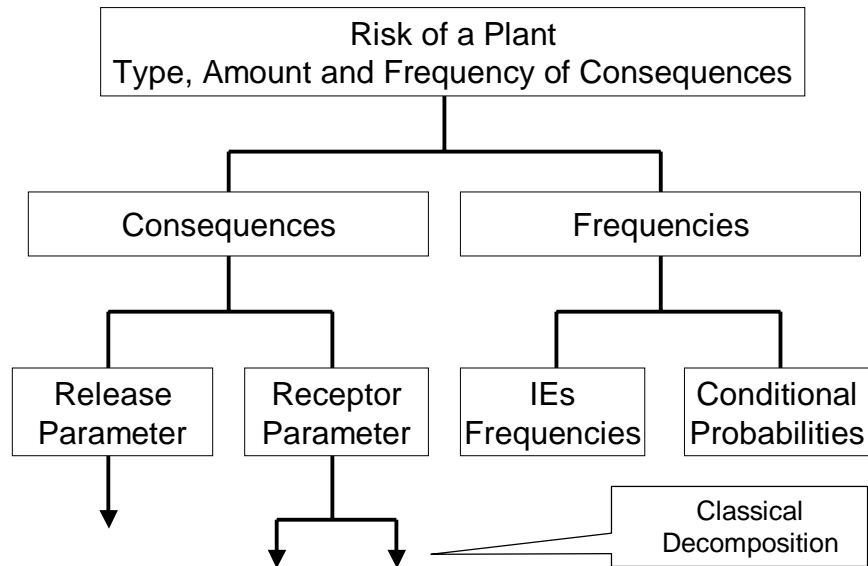 Risk of a Plant
Type, Amount and Frequency of Consequences
Consequences
Frequencies
Release
Parameter
Receptor
Parameter
IEs
Frequencies
Conditional
Probabilities
Classical
Decomposition